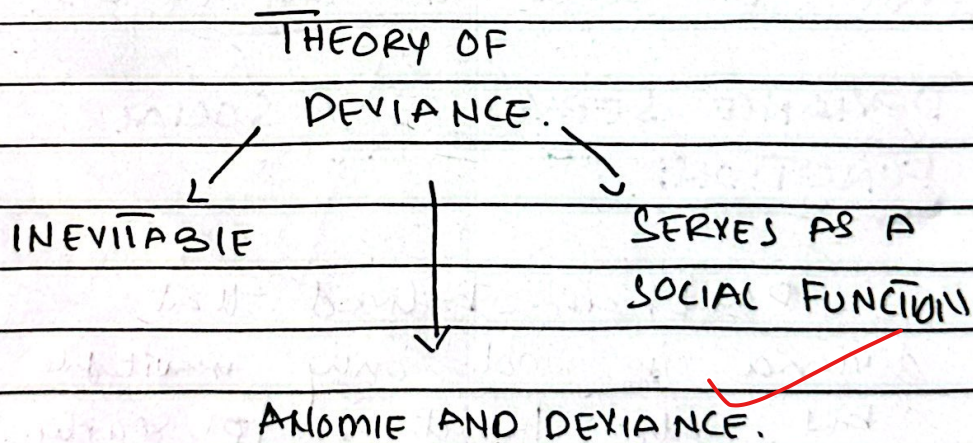 THEORY OF
DEVIANCE.
INEVITABLE
SERVES AS A
SOCIAL FUNCTION
ANOMIE AND DEVIANCE.